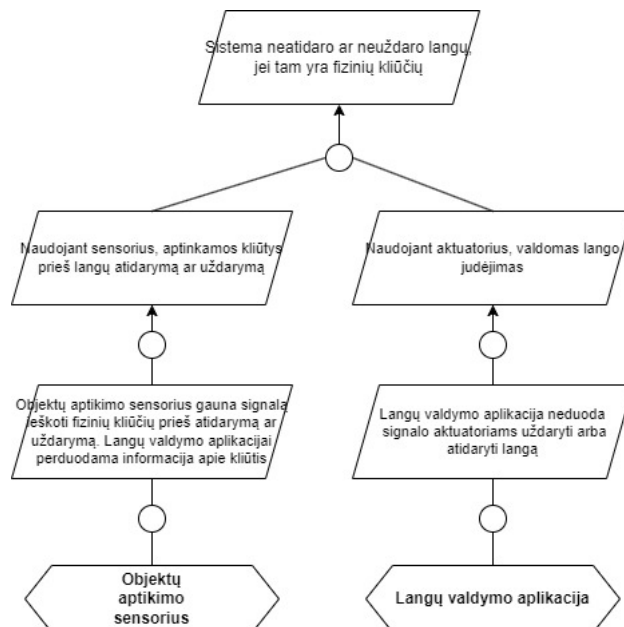 Sistema neatidaro ar neuždaro langų,
jei tam yra fizinių kliūčių
Naudojant sensorius, aptinkamos kliūtys
prieš langų atidarymą ar uždarymą
Naudojant aktuatorius, valdomas lango
judėjimas
Objektų aptikimo sensorius gauna signalą
ieškoti fizinių kliūčių prieš atidarymą ar
uždarymą. Langų valdymo aplikacijai
perduodama informacija apie kliūtis
Langų valdymo aplikacija neduoda
signalo aktuatoriams uždaryti arba
atidaryti langą
Objektų
aptikimo
sensorius
Langų valdymo aplikacija